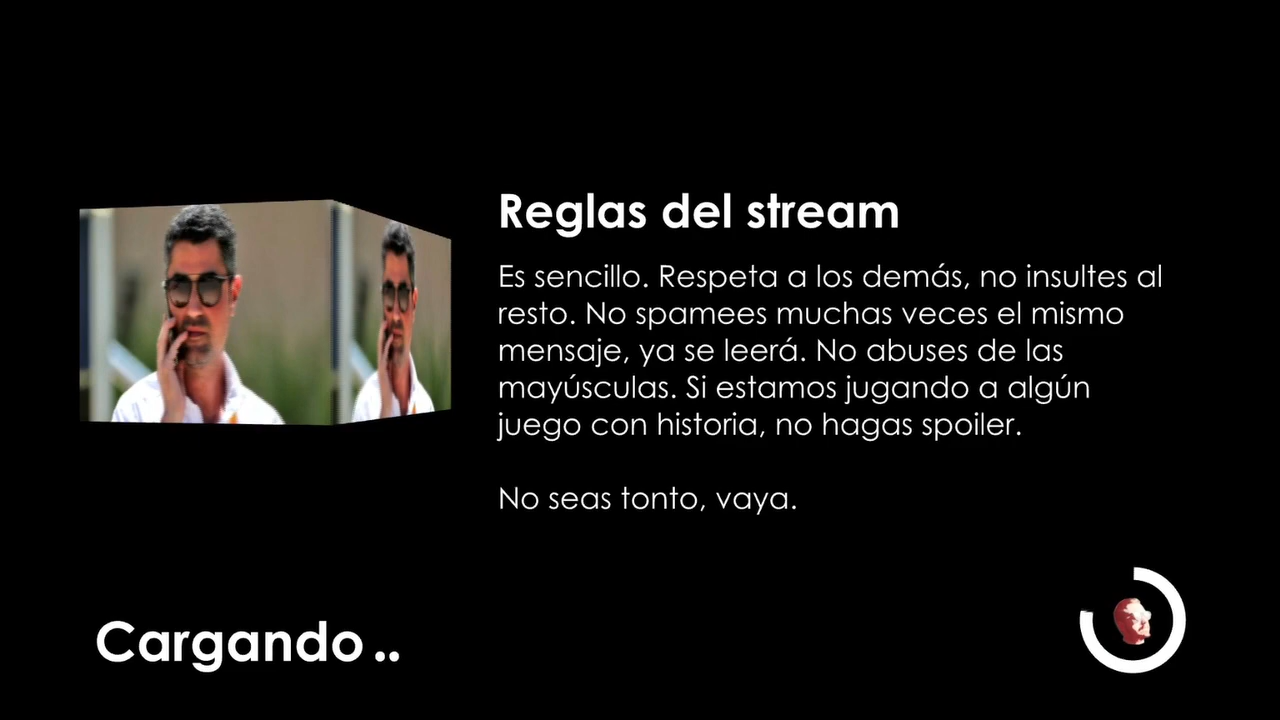 Reglas del stream
Es sencillo. Respeta a los demás, no insultes al
resto. No spamees muchas veces el mismo
mensaje, ya se leerá. No abuses de las
mayúsculas. Si estamos jugando a algún
juego con historia, no hagas spoiler.
No seas tonto, vaya.
Cargando ..